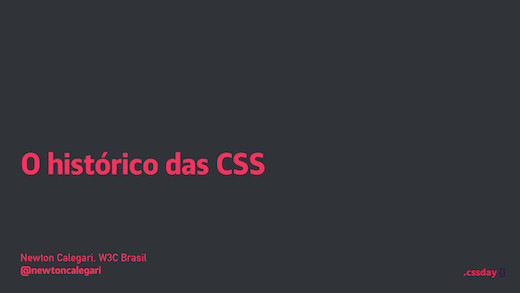 O histórico das CSS
Newton Calegari, W3C Brasil
@newtoncalegari
.cssday{}